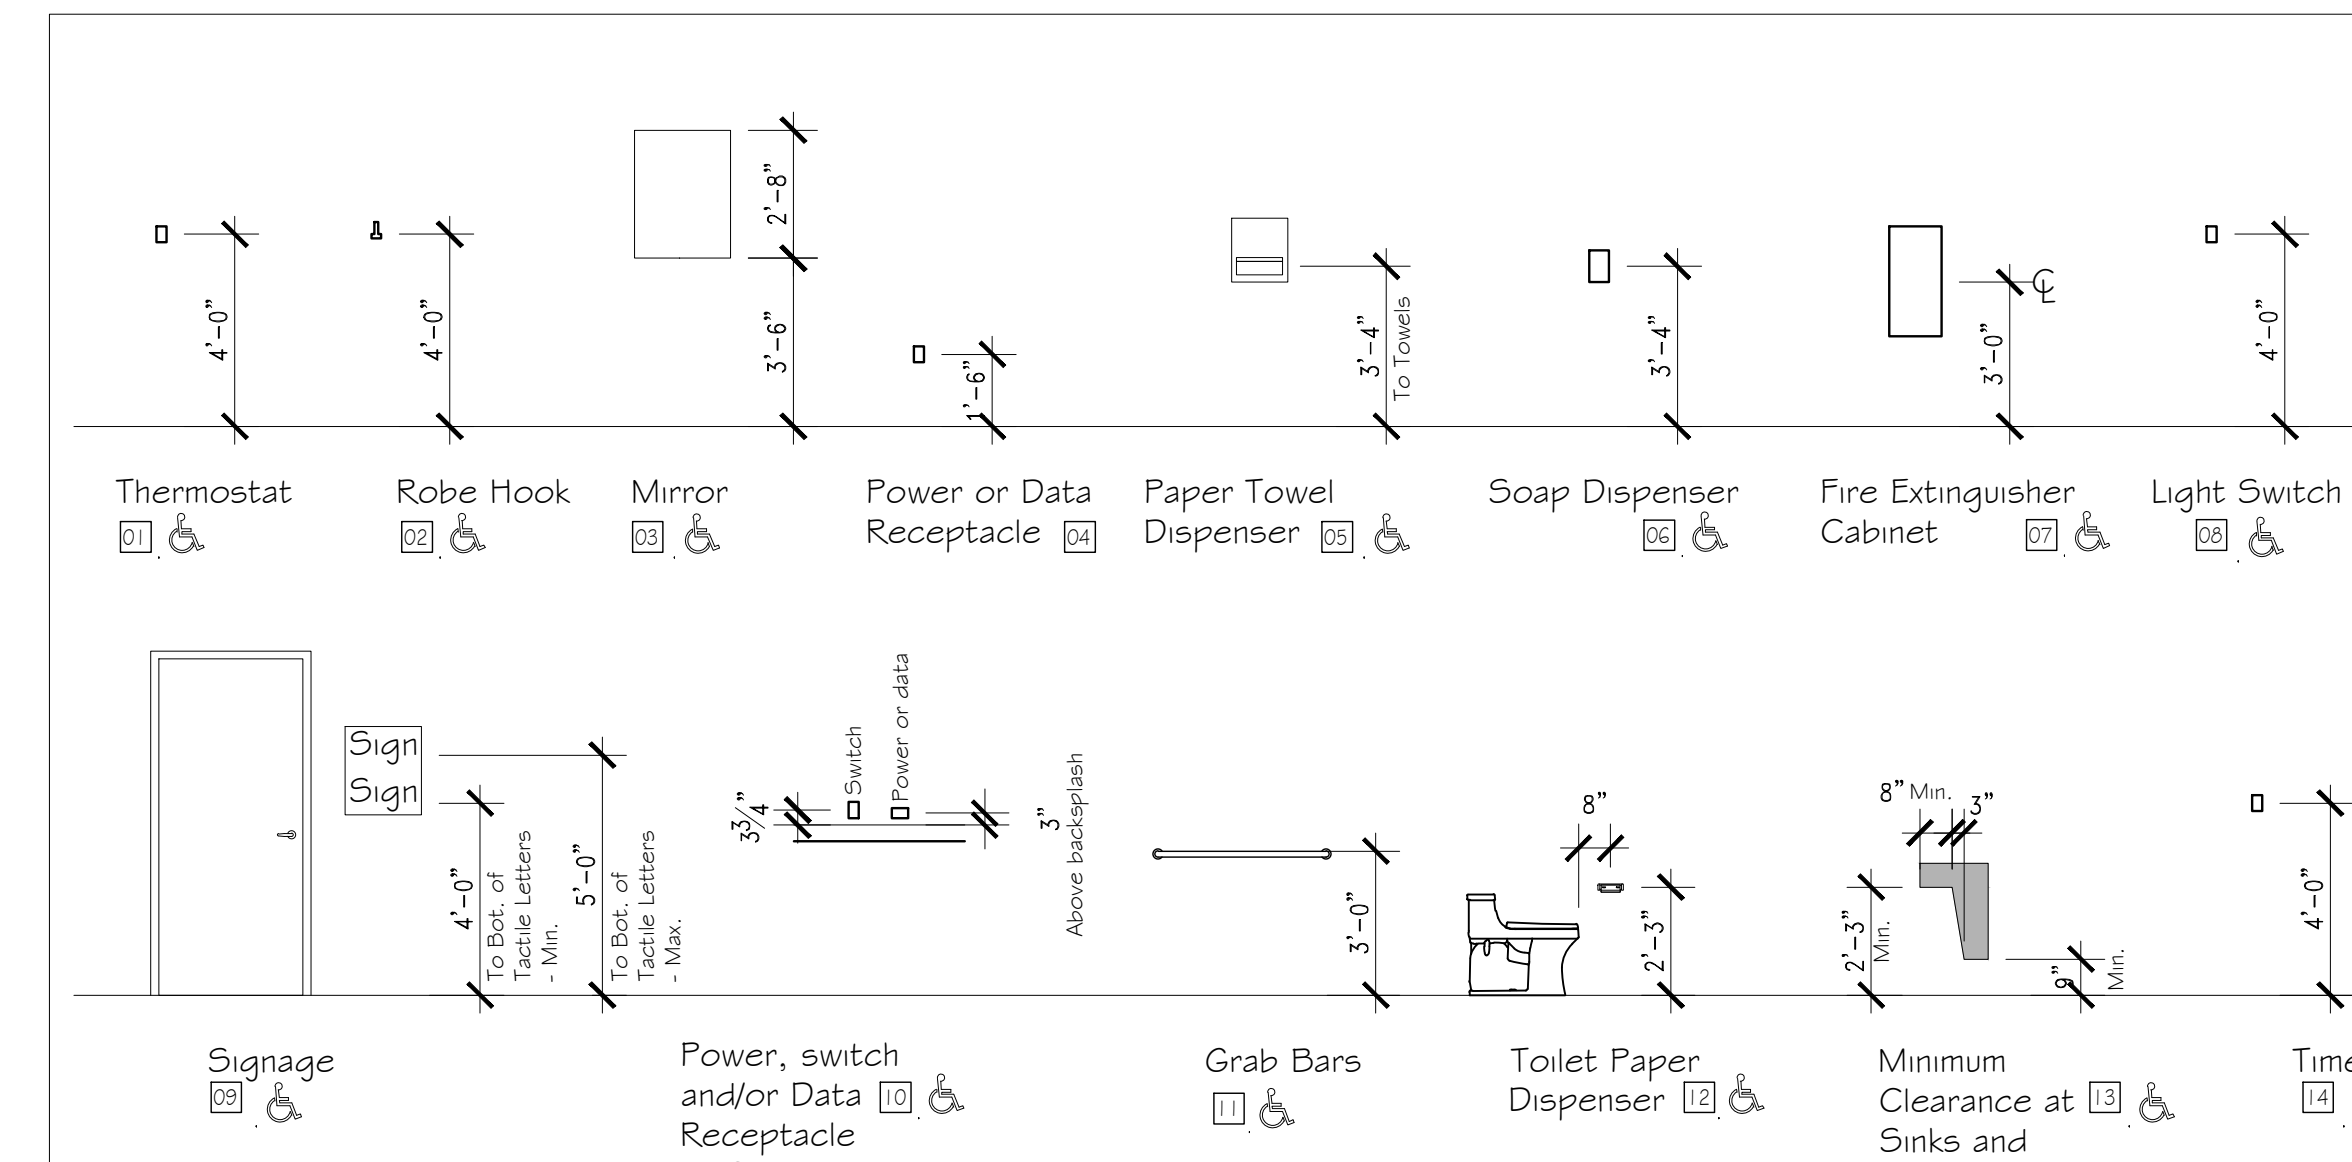 2'-8"
4'-0"
4'-0"
3'-6"
1'-6"
3'-4"
To Towels
3'-4"
3'-0"
CL
4'-0"
Thermostat
01
Robe Hook
02
Mirror
03
Power or Data
Receptacle 04
Paper Towel
Dispenser 05
Soap Dispenser
06
Fire Extinguisher
Cabinet 07
Light Switch
08
Sign
Sign
4'-0"
To Bot. of
Tactile Letters
- Min.
5'-0"
To Bot. of
Tactile Letters
- Max.
3 3/4"
Switch
Power or data
3"
Above backsplash
3'-0"
8"
2'-3"
8" Min.
3"
2'-3"
Min.
9"
Min.
4'-0"
Signage
09
Power, switch
and/or Data 10
Receptacle
Grab Bars
11
Toilet Paper
Dispenser 12
Minimum
Clearance at 13
Sinks and
Time
14